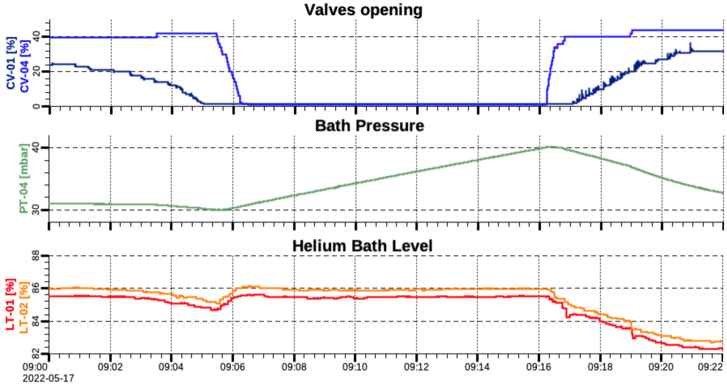 Valves opening
CV-01 [%]
CV-04 [%]
40
20
0
Bath Pressure
PT-04 [mbar]
40
30
Helium Bath Level
LT-01 [%]
LT-02 [%]
88
86
84
82
09:00 09:02 09:04 09:06 09:08 09:10 09:12 09:14 09:16 09:18 09:20 09:22
2022-05-17